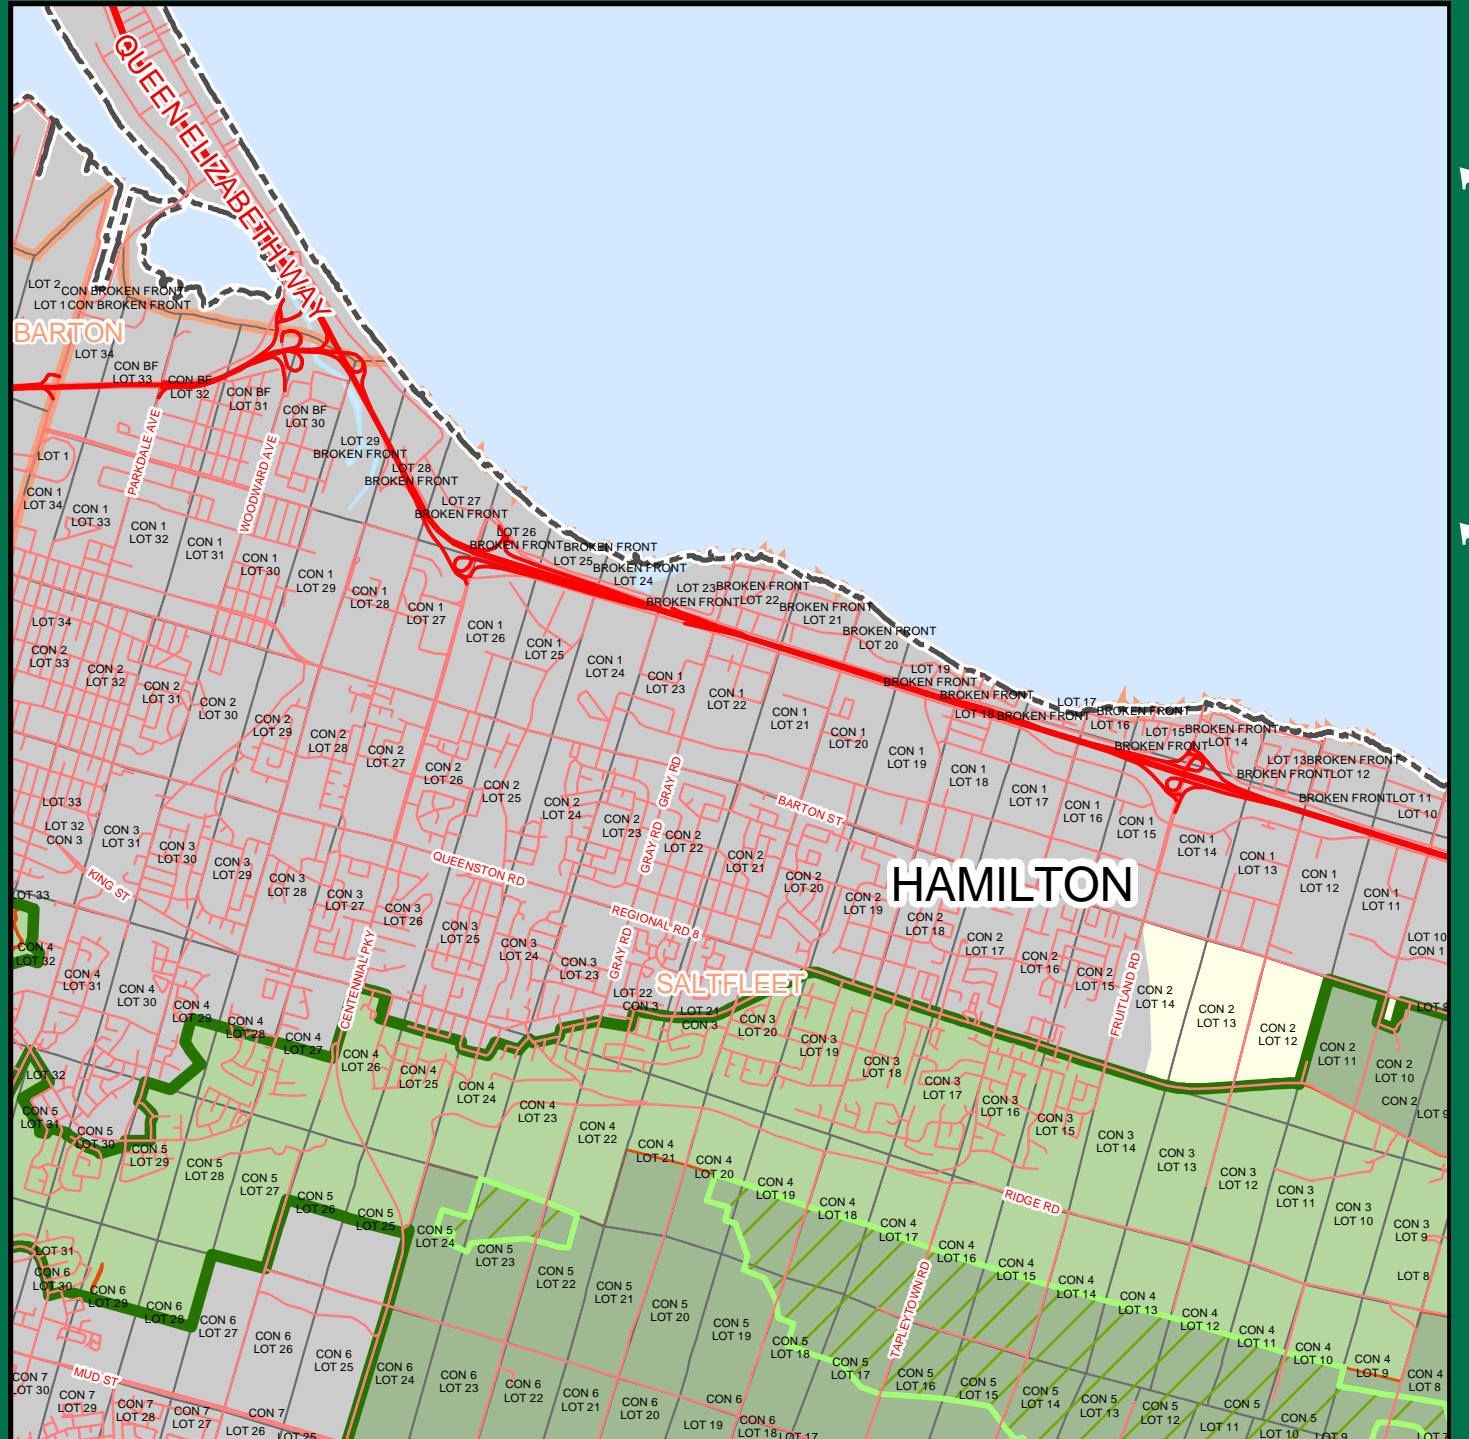 QUEEN ELIZABETH WAY
LOT 2
CON BROKEN FRONT
LOT 1
CON BROKEN FRONT
BARTON
LOT 34
CON BF
LOT 33
CON BF
LOT 32
CON BF
LOT 31
CON BF
LOT 30
LOT 29
BROKEN FRONT
LOT 28
BROKEN FRONT
LOT 27
BROKEN FRONT
LOT 26
BROKEN FRONT
BROKEN FRONT
LOT 25
BROKEN FRONT
LOT 24
LOT 23
BROKEN FRONT
BROKEN FRONT
LOT 22
BROKEN FRONT
LOT 21
BROKEN FRONT
LOT 20
LOT 19
BROKEN FRONT
BROKEN FRONT
LOT 18
LOT 17
BROKEN FRONT
BROKEN FRONT
LOT 16
LOT 15
BROKEN FRONT
BROKEN FRONT
LOT 14
LOT 13
BROKEN FRONT
BROKEN FRONT
LOT 12
BROKEN FRONT
LOT 11
LOT 10
PARKDALE AVE
WOODWARD AVE
LOT 1
CON 1
LOT 34
CON 1
LOT 33
CON 1
LOT 32
CON 1
LOT 31
CON 1
LOT 30
CON 1
LOT 29
CON 1
LOT 28
CON 1
LOT 27
CON 1
LOT 26
CON 1
LOT 25
CON 1
LOT 24
CON 1
LOT 23
CON 1
LOT 22
CON 1
LOT 21
CON 1
LOT 20
CON 1
LOT 19
CON 1
LOT 18
CON 1
LOT 17
CON 1
LOT 16
CON 1
LOT 15
CON 1
LOT 14
CON 1
LOT 13
CON 1
LOT 12
CON 1
LOT 11
LOT 10
CON 1
LOT 9
LOT 34
CON 2
LOT 33
CON 2
LOT 32
CON 2
LOT 31
CON 2
LOT 30
CON 2
LOT 29
CON 2
LOT 28
CON 2
LOT 27
CON 2
LOT 26
CON 2
LOT 25
CON 2
LOT 24
CON 2
LOT 23
CON 2
LOT 22
CON 2
LOT 21
CON 2
LOT 20
CON 2
LOT 19
CON 2
LOT 18
CON 2
LOT 17
CON 2
LOT 16
CON 2
LOT 15
CON 2
LOT 14
CON 2
LOT 13
CON 2
LOT 12
CON 2
LOT 11
CON 2
LOT 10
CON 2
LOT 9
GRAY RD
GRAY RD
BARTON ST
HAMILTON
QUEENSTON RD
REGIONAL RD 8
KING ST
GRAY RD
SALTFLEET
CENTENNIAL PKY
FRUITLAND RD
LOT 33
LOT 32
CON 3
CON 3
LOT 31
CON 3
LOT 30
CON 3
LOT 29
CON 3
LOT 28
CON 3
LOT 27
CON 3
LOT 26
CON 3
LOT 25
CON 3
LOT 24
CON 3
LOT 23
LOT 22
CON 3
LOT 21
CON 3
CON 3
LOT 20
CON 3
LOT 19
CON 3
LOT 18
CON 3
LOT 17
CON 3
LOT 16
CON 3
LOT 15
CON 3
LOT 14
CON 3
LOT 13
CON 3
LOT 12
CON 3
LOT 11
CON 3
LOT 10
CON 3
LOT 9
LOT 8
LOT 33
CON 4
LOT 32
CON 4
LOT 31
CON 4
LOT 30
CON 4
LOT 29
CON 4
LOT 28
CON 4
LOT 27
CON 4
LOT 26
CON 4
LOT 25
CON 4
LOT 24
CON 4
LOT 23
CON 4
LOT 22
CON 4
LOT 21
CON 4
LOT 20
CON 4
LOT 19
CON 4
LOT 18
CON 4
LOT 17
CON 4
LOT 16
CON 4
LOT 15
CON 4
LOT 14
CON 4
LOT 13
CON 4
LOT 12
CON 4
LOT 11
CON 4
LOT 10
CON 4
LOT 9
CON 4
LOT 8
RIDGE RD
TAPLEYTOWN RD
LOT 32
CON 5
LOT 31
CON 5
LOT 30
CON 5
LOT 29
CON 5
LOT 28
CON 5
LOT 27
CON 5
LOT 26
CON 5
LOT 25
CON 5
LOT 24
CON 5
LOT 23
CON 5
LOT 22
CON 5
LOT 21
CON 5
LOT 20
CON 5
LOT 19
CON 5
LOT 18
CON 5
LOT 17
CON 5
LOT 16
CON 5
LOT 15
CON 5
LOT 14
CON 5
LOT 13
CON 5
LOT 12
CON 5
LOT 11
CON 5
LOT 10
LOT 9
LOT 7
LOT 31
CON 6
LOT 30
CON 6
LOT 29
CON 6
LOT 28
CON 6
LOT 27
CON 6
LOT 26
CON 6
LOT 25
CON 6
LOT 24
CON 6
LOT 23
CON 6
LOT 22
CON 6
LOT 21
CON 6
LOT 20
CON 6
LOT 19
CON 6
LOT 18
LOT 17
MUD ST
CON 7
LOT 30
CON 7
LOT 29
CON 7
LOT 28
CON 7
LOT 27
CON 7
LOT 26
LOT 25